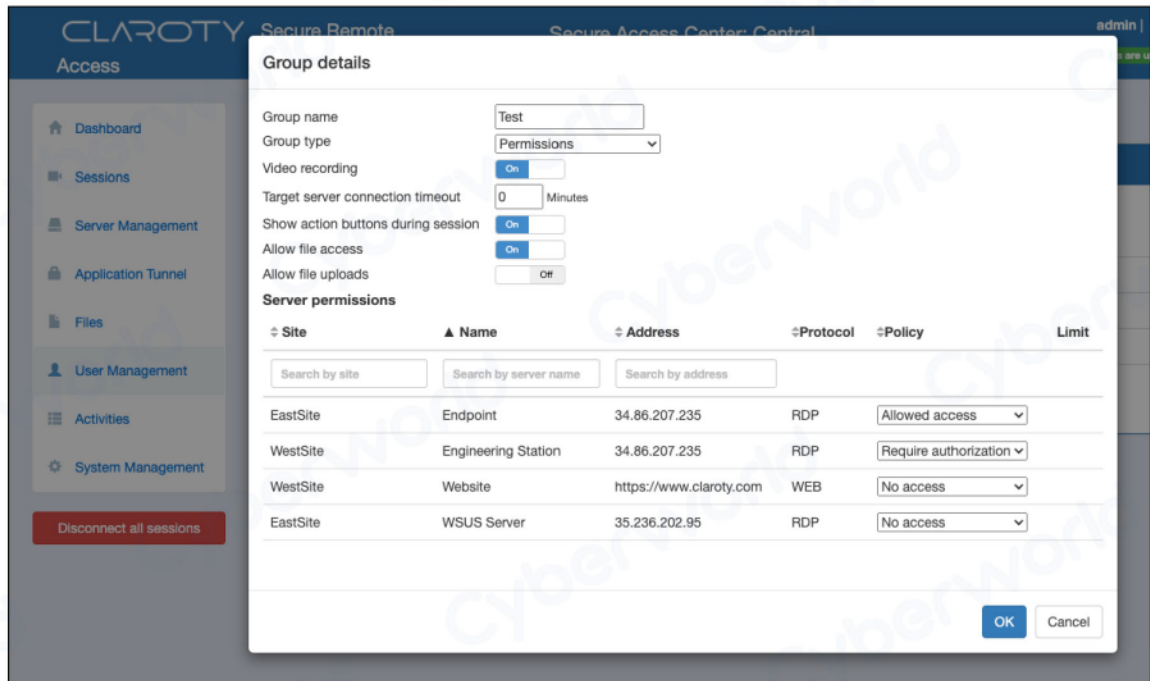 CLAROTY Secure Remote Access
Secure Access Center: Central
admin |
s are u
Dashboard
Sessions
Server Management
Application Tunnel
Files
User Management
Activities
System Management
Disconnect all sessions
Group details
Group name Test
Group type Permissions
Video recording On
Target server connection timeout 0 Minutes
Show action buttons during session On
Allow file access On
Allow file uploads Off
Server permissions
Site Name Address Protocol Policy Limit
Search by site Search by server name Search by address
EastSite Endpoint 34.86.207.235 RDP Allowed access
WestSite Engineering Station 34.86.207.235 RDP Require authorization
WestSite Website https://www.claroty.com WEB No access
EastSite WSUS Server 35.236.202.95 RDP No access
OK Cancel
Cyberworld